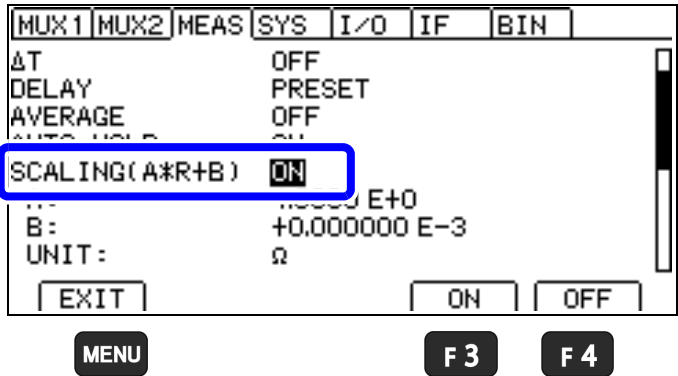 MUX1 MUX2 MEAS SYS I/O IF BIN
ΔT OFF
DELAY PRESET
AVERAGE OFF
SCALING(A*R+B) ON
E+0
B: +0.000000 E-3
UNIT: Ω
EXIT ON OFF
MENU F3 F4